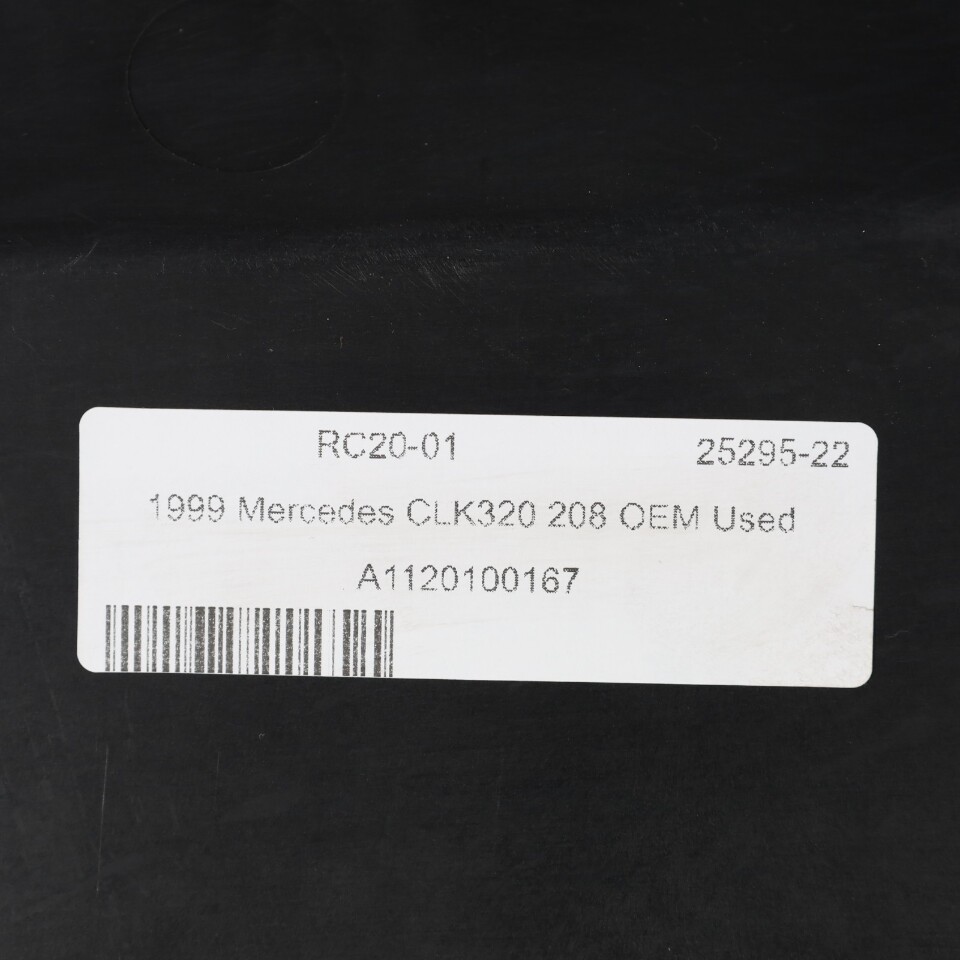 RC20-01 25295-22
1999 Mercedes CLK320 208 OEM Used
A1120100167